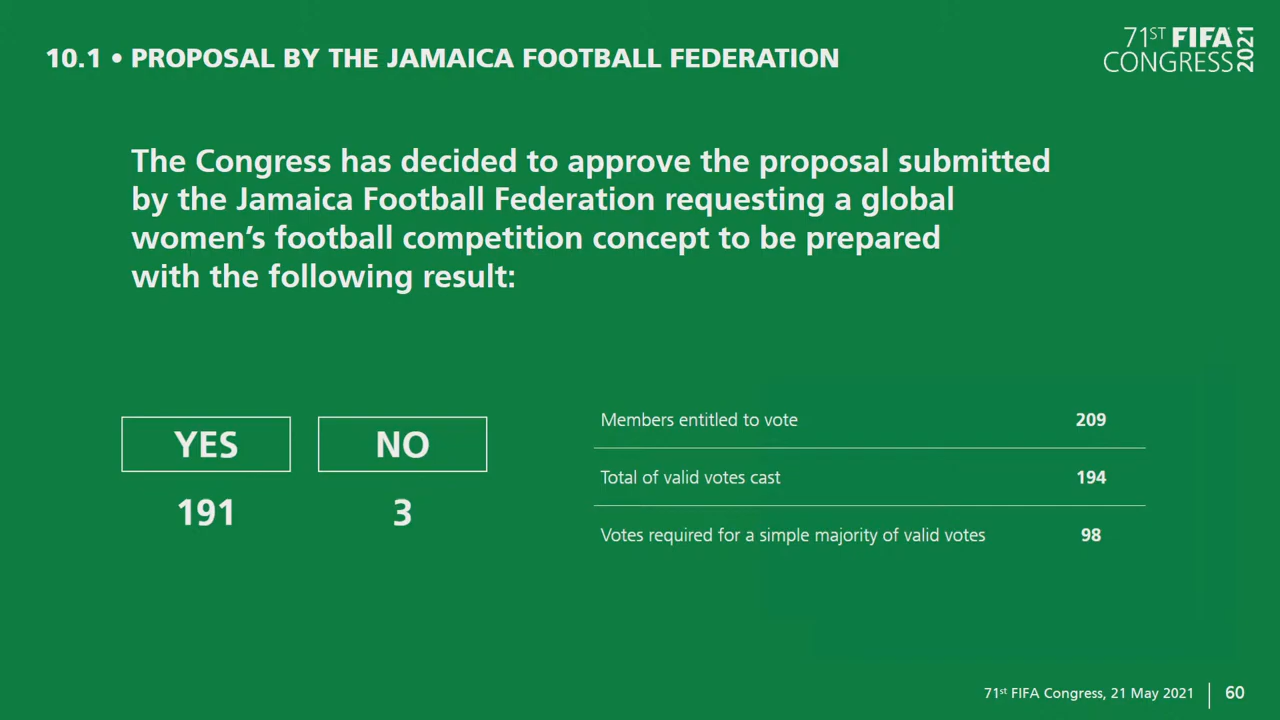 10.1 • PROPOSAL BY THE JAMAICA FOOTBALL FEDERATION
71ST FIFA
CONGRESS
2021
The Congress has decided to approve the proposal submitted
by the Jamaica Football Federation requesting a global
women’s football competition concept to be prepared
with the following result:
YES
NO
191
3
Members entitled to vote 209
Total of valid votes cast 194
Votes required for a simple majority of valid votes 98
71st FIFA Congress, 21 May 2021 | 60